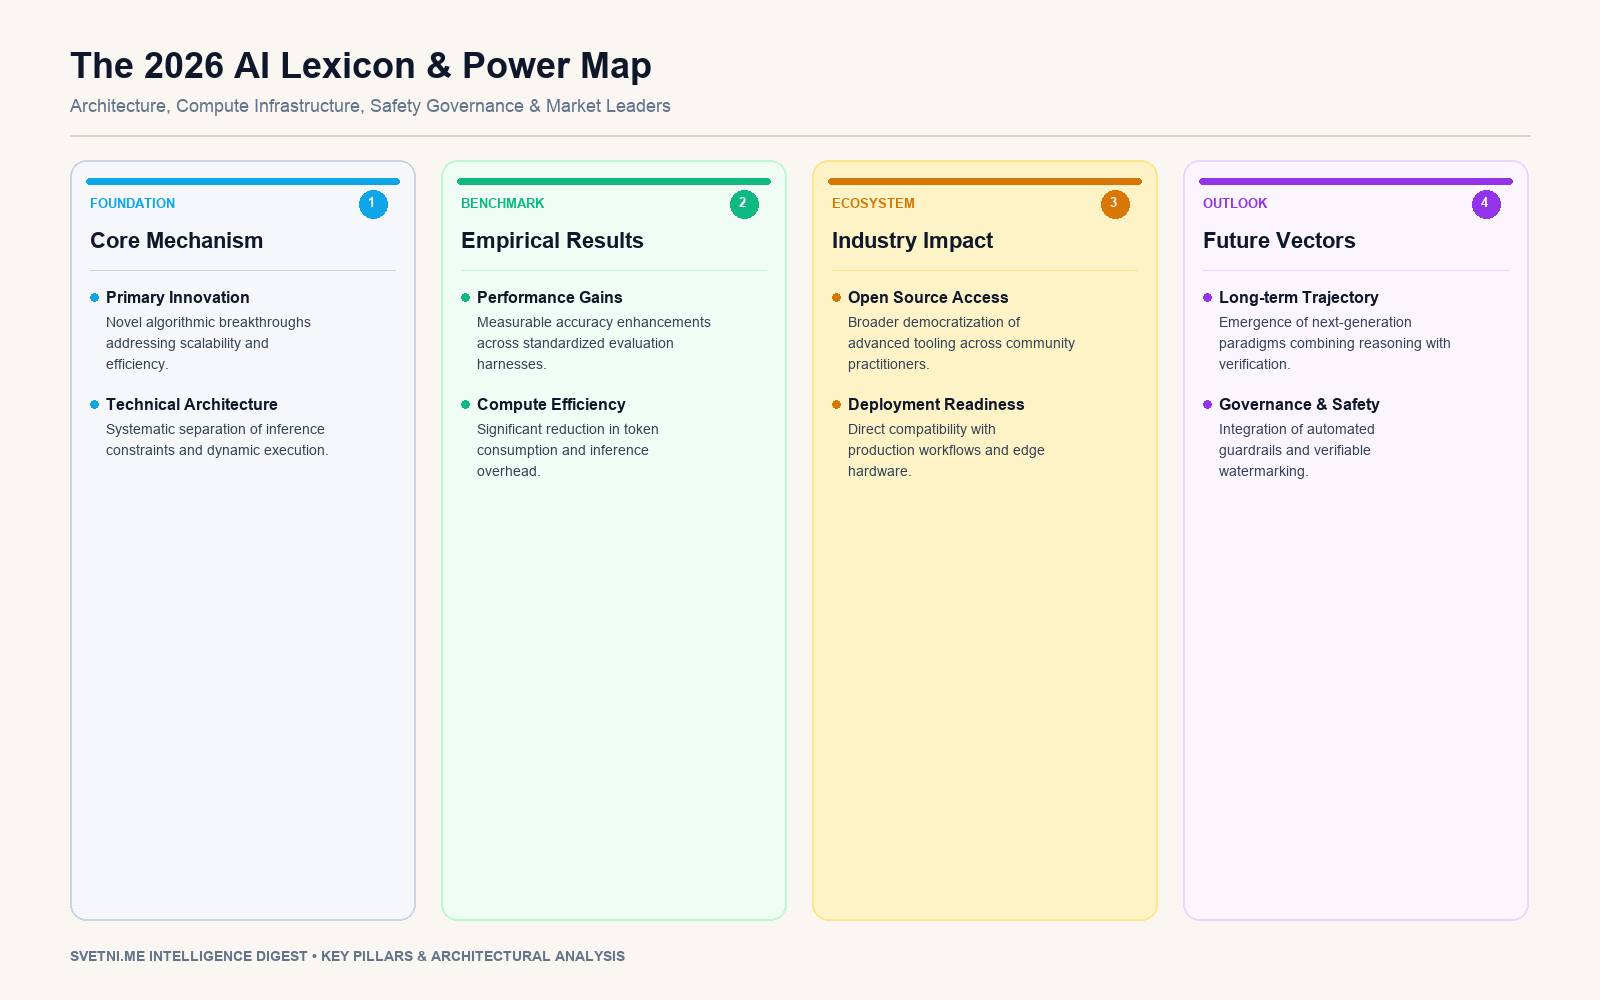 The 2026 AI Lexicon & Power Map
Architecture, Compute Infrastructure, Safety Governance & Market Leaders
FOUNDATION
1
Core Mechanism
Primary Innovation
Novel algorithmic breakthroughs
addressing scalability and
efficiency.
Technical Architecture
Systematic separation of inference
constraints and dynamic execution.
BENCHMARK
2
Empirical Results
Performance Gains
Measurable accuracy enhancements
across standardized evaluation
harnesses.
Compute Efficiency
Significant reduction in token
consumption and inference
overhead.
ECOSYSTEM
3
Industry Impact
Open Source Access
Broader democratization of
advanced tooling across community
practitioners.
Deployment Readiness
Direct compatibility with
production workflows and edge
hardware.
OUTLOOK
4
Future Vectors
Long-term Trajectory
Emergence of next-generation
paradigms combining reasoning with
verification.
Governance & Safety
Integration of automated
guardrails and verifiable
watermarking.
SVETNI.ME INTELLIGENCE DIGEST • KEY PILLARS & ARCHITECTURAL ANALYSIS